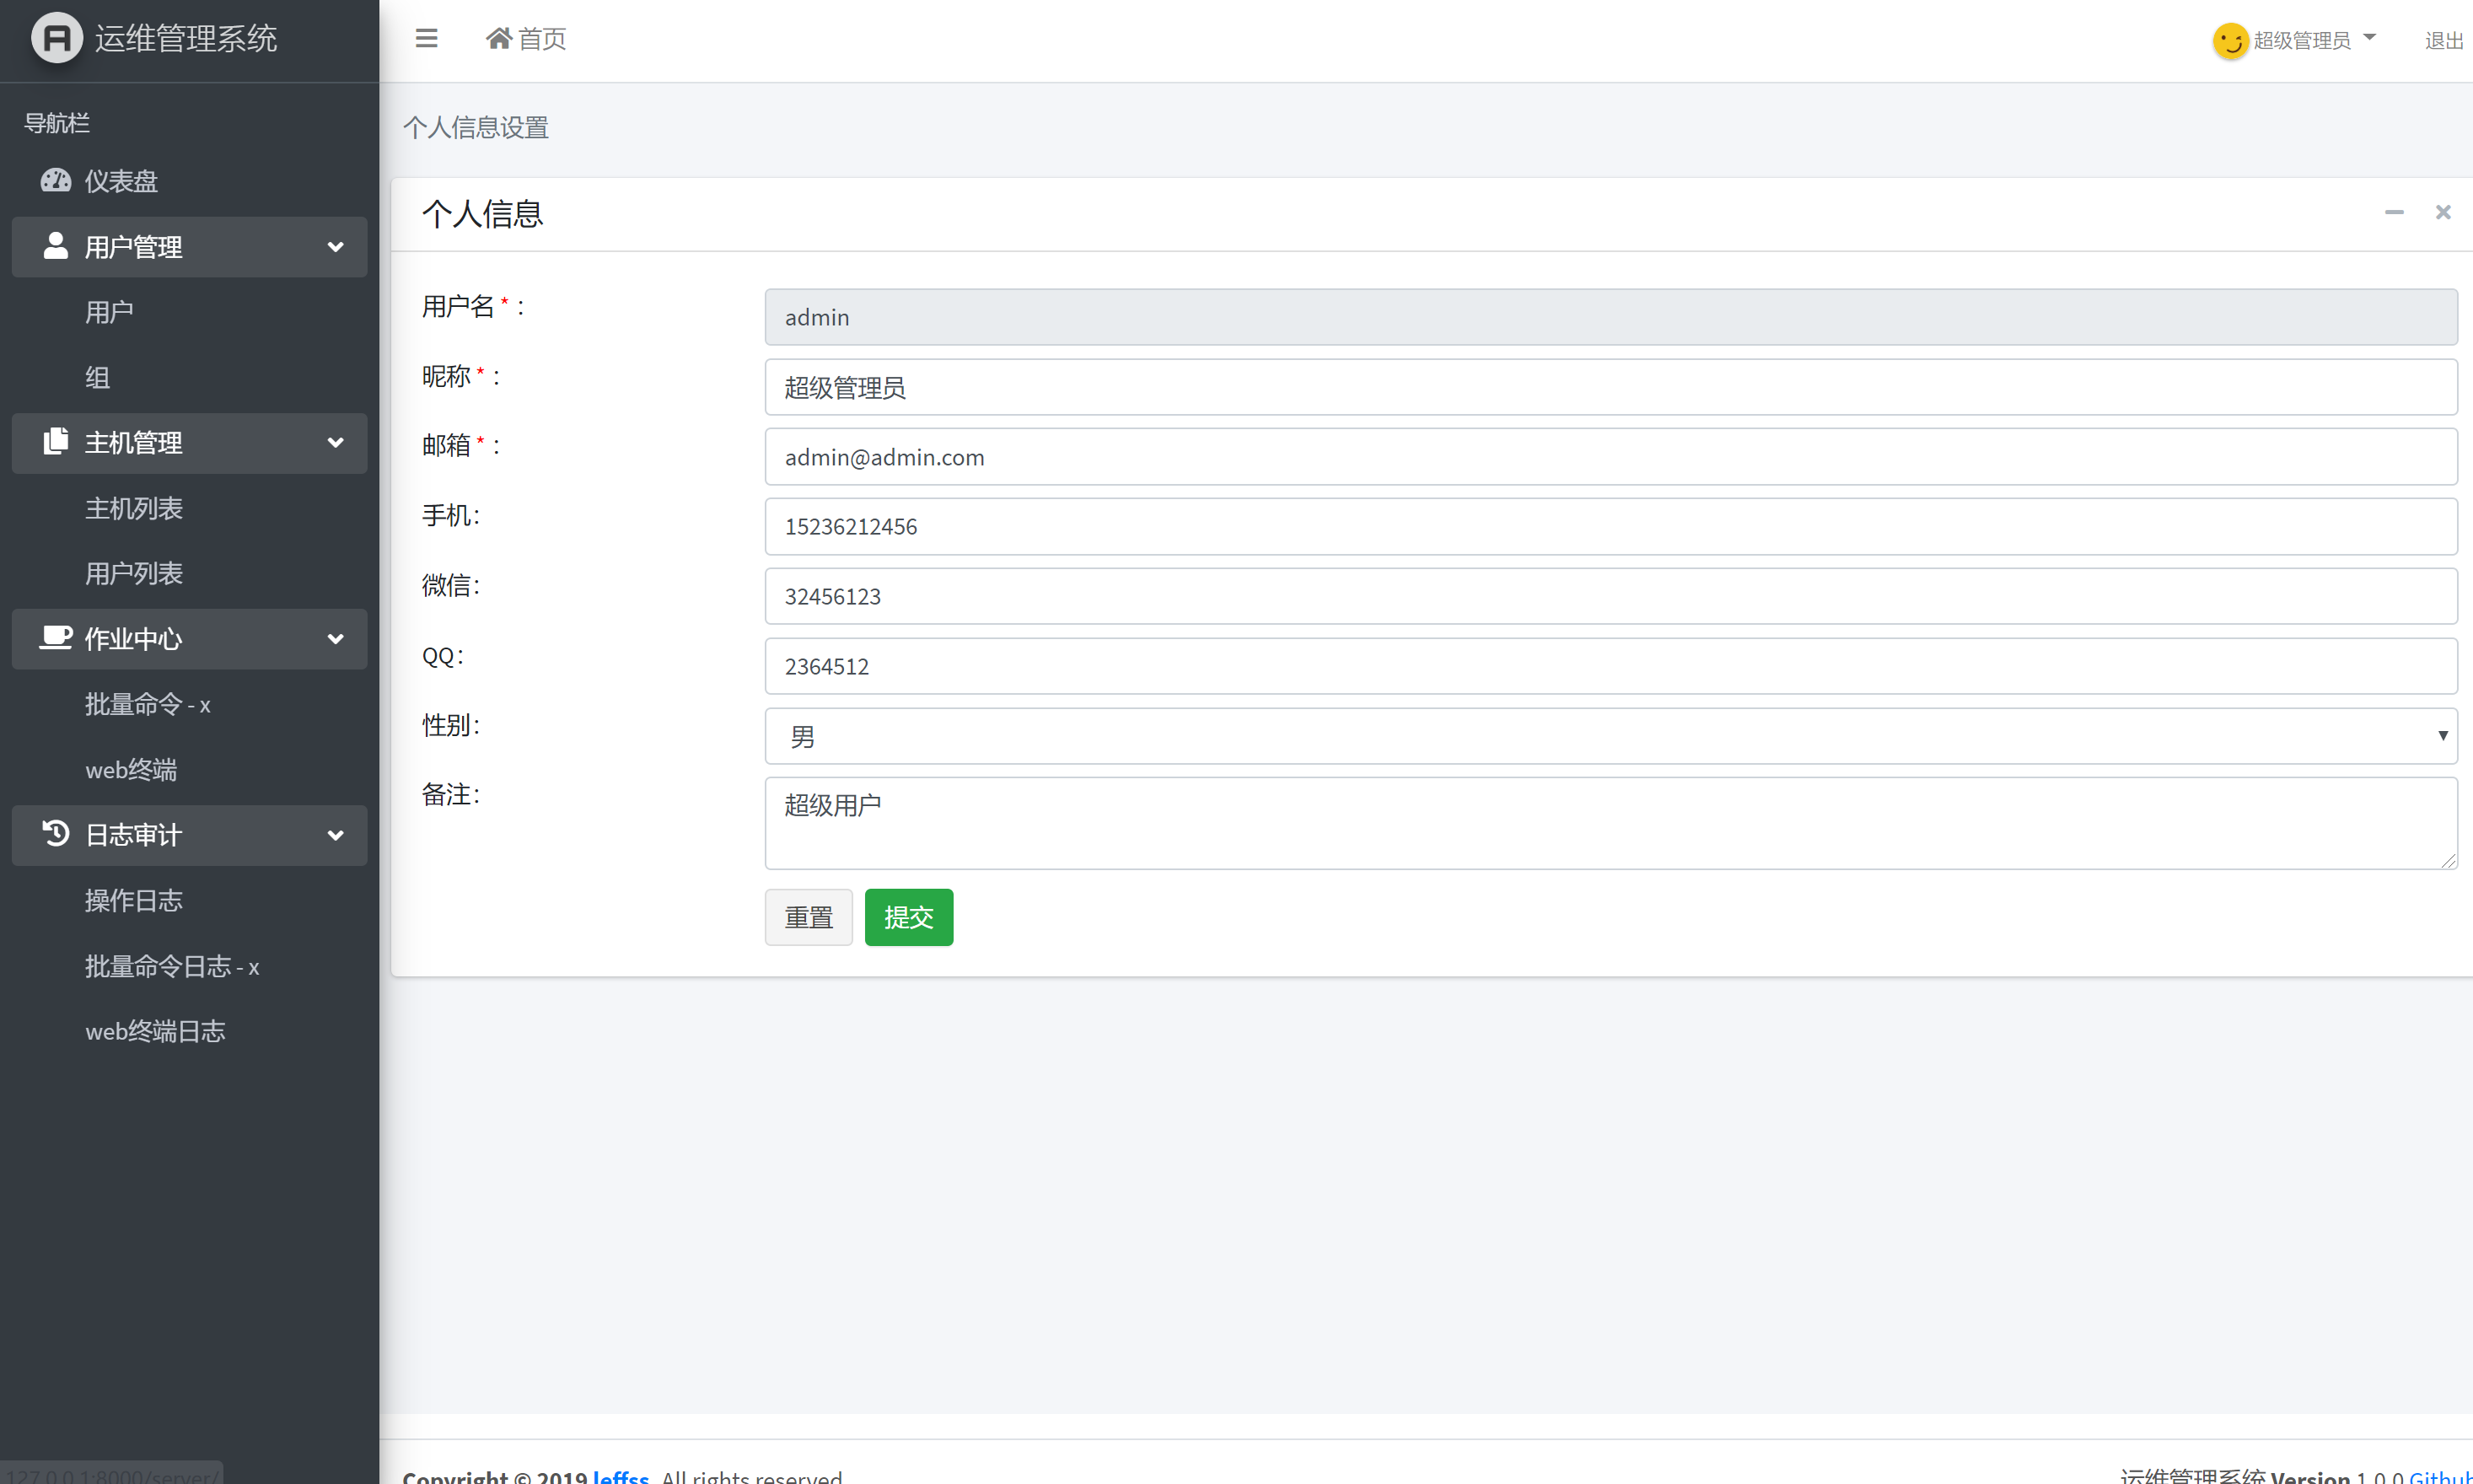 运维管理系统
首页
超级管理员
退出
导航栏
仪表盘
用户管理
用户
组
主机管理
主机列表
用户列表
作业中心
批量命令 - x
web终端
日志审计
操作日志
批量命令日志 - x
web终端日志
127.0.0.1:8000/server/
个人信息设置
个人信息
用户名 * :
admin
昵称 * :
超级管理员
邮箱 * :
admin@admin.com
手机:
15236212456
微信:
32456123
QQ:
2364512
性别:
男
备注:
超级用户
重置 提交
Copyright © 2019 leffss. All rights reserved.
运维管理系统 Version 1.0.0 Github